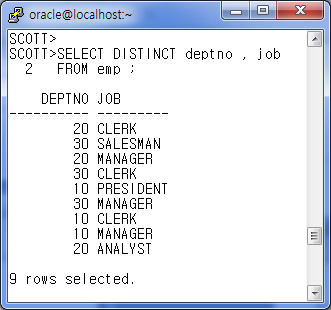 oracle@localhost:~
SCOTT>
SCOTT>SELECT DISTINCT deptno , job
  2   FROM emp ;

    DEPTNO JOB
---------- ---------
        20 CLERK
        30 SALESMAN
        20 MANAGER
        30 CLERK
        10 PRESIDENT
        30 MANAGER
        10 CLERK
        10 MANAGER
        20 ANALYST

9 rows selected.